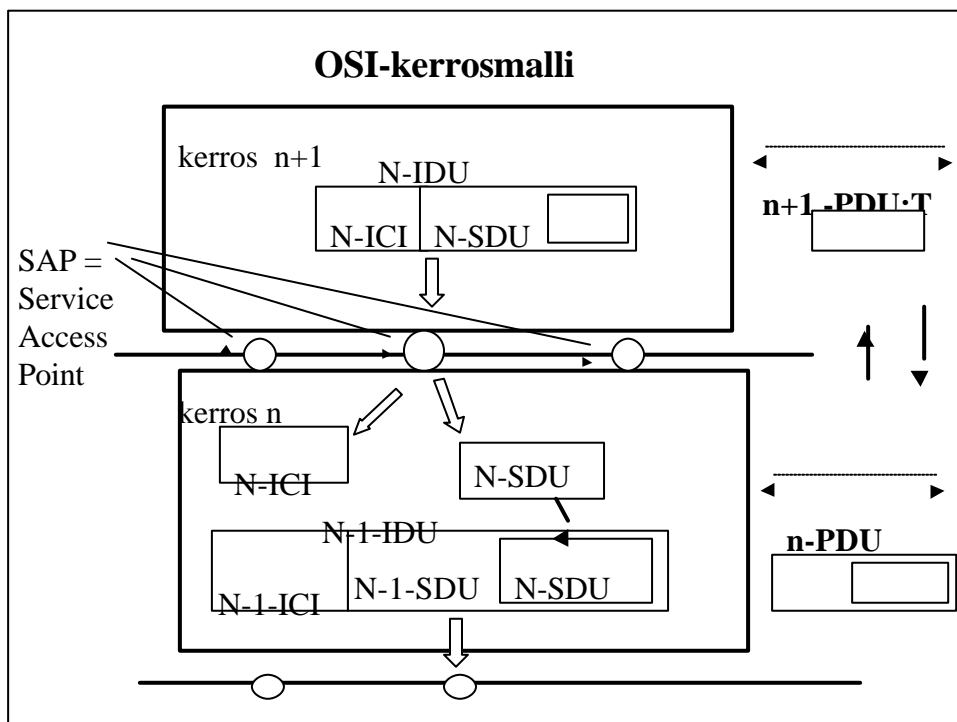 OSI-kerrosmalli
kerros n+1
N-IDU
N-ICI N-SDU
n+1 -PDU:T
SAP =
Service
Access
Point
kerros n
N-ICI
N-SDU
N-1-IDU
N-1-ICI N-1-SDU N-SDU
n-PDU